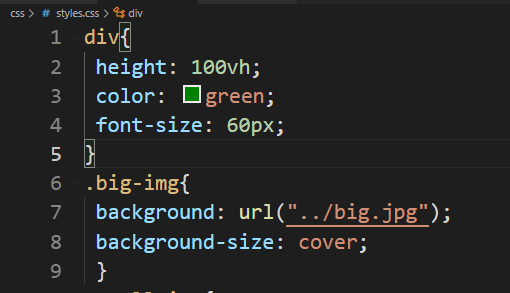 css > # styles.css > div
1 div{
2 height: 100vh;
3 color: green;
4 font-size: 60px;
5 }
6 .big-img{
7 background: url("../big.jpg");
8 background-size: cover;
9 }